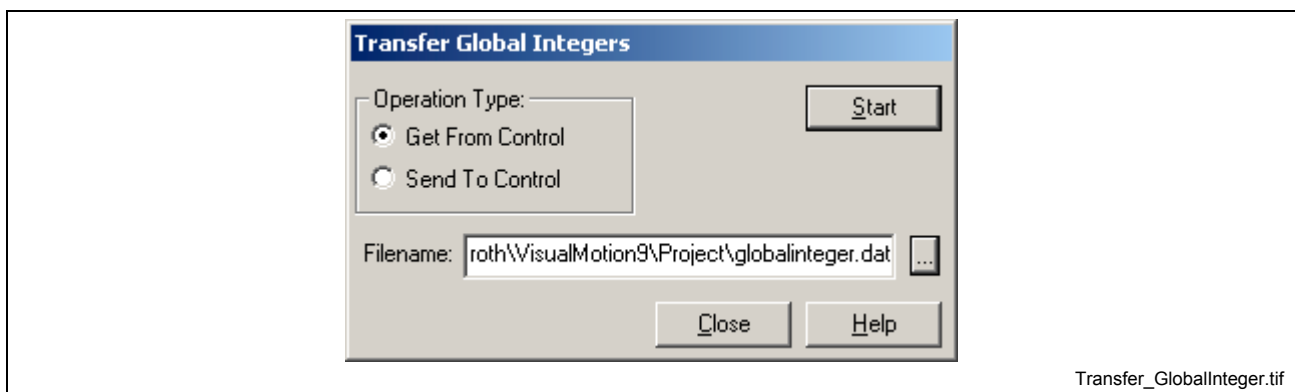 Transfer Global Integers
Operation Type:
Start
Get From Control
Send To Control
Filename: roth\VisualMotion9\Project\globalinteger.dat ...
Close Help
Transfer_GlobalInteger.tif